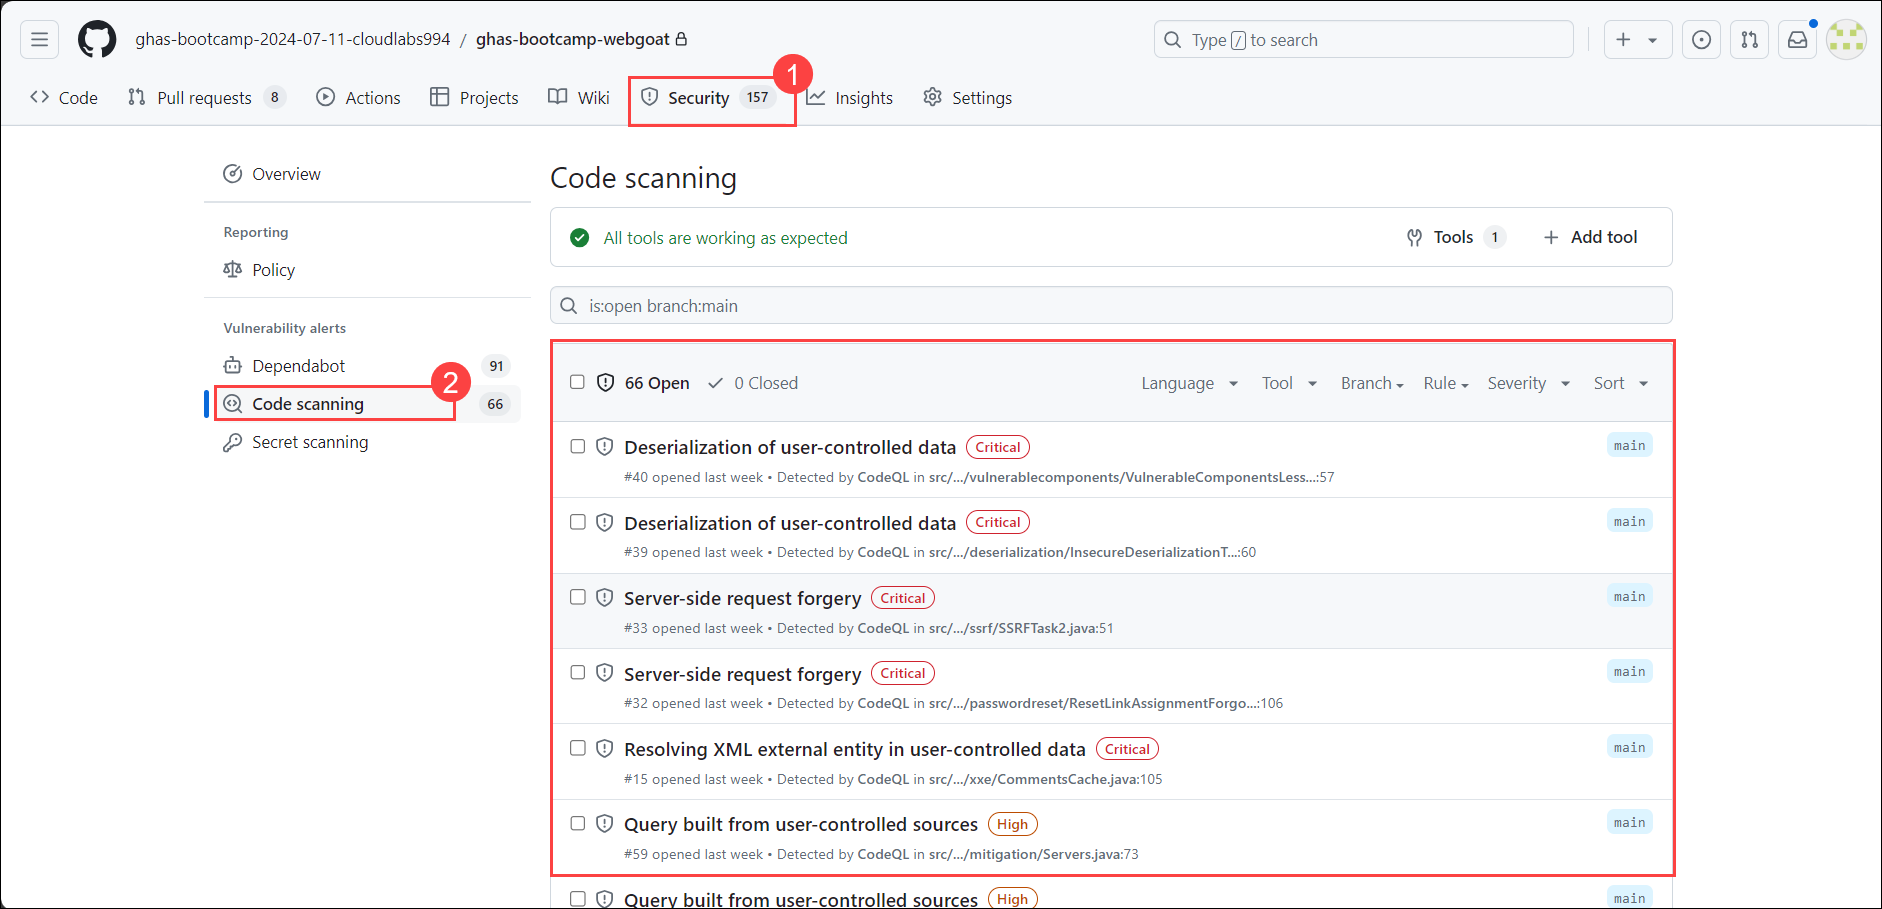 ghas-bootcamp-2024-07-11-cloudlabs994 / ghas-bootcamp-webgoat
Type / to search
Code
Pull requests 8
Actions
Projects
Wiki
Security 157
1
Insights
Settings
Overview
Reporting
Policy
Vulnerability alerts
Dependabot 91
2
Code scanning 66
Secret scanning
Code scanning
All tools are working as expected
Tools 1
Add tool
is:open branch:main
66 Open 0 Closed
Language Tool Branch Rule Severity Sort
Deserialization of user-controlled data Critical main
#40 opened last week • Detected by CodeQL in src/.../vulnerablecomponents/VulnerableComponentsLess...:57
Deserialization of user-controlled data Critical main
#39 opened last week • Detected by CodeQL in src/.../deserialization/InsecureDeserializationT...:60
Server-side request forgery Critical main
#33 opened last week • Detected by CodeQL in src/.../ssrf/SSRFTask2.java:51
Server-side request forgery Critical main
#32 opened last week • Detected by CodeQL in src/.../passwordreset/ResetLinkAssignmentForgo...:106
Resolving XML external entity in user-controlled data Critical main
#15 opened last week • Detected by CodeQL in src/.../xxe/CommentsCache.java:105
Query built from user-controlled sources High main
#59 opened last week • Detected by CodeQL in src/.../mitigation/Servers.java:73
Query built from user-controlled sources High main